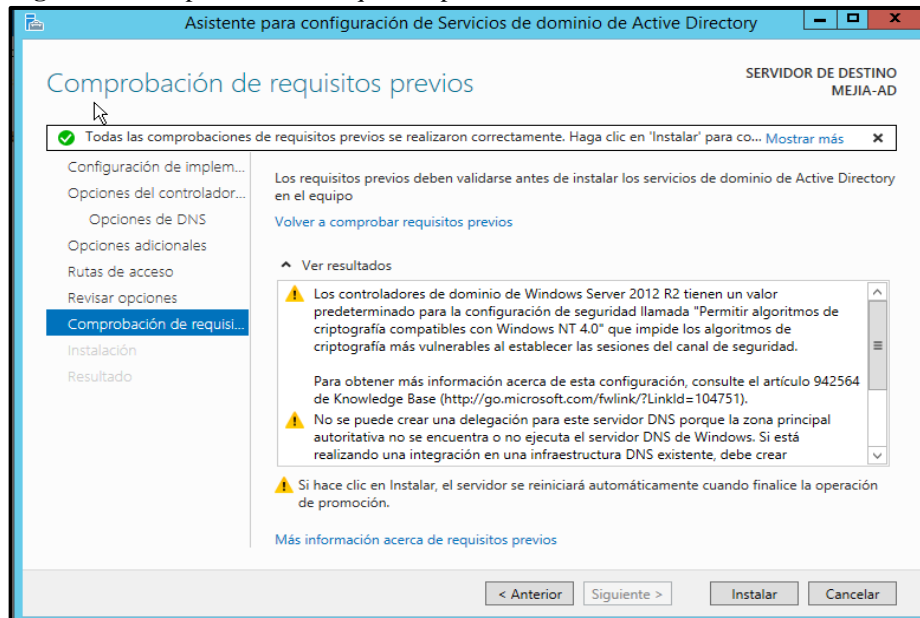 Asistente para configuración de Servicios de dominio de Active Directory
Comprobación de requisitos previos
SERVIDOR DE DESTINO
MEJIA-AD
Todas las comprobaciones de requisitos previos se realizaron correctamente. Haga clic en 'Instalar' para co... Mostrar más
Configuración de implem...
Opciones del controlador...
Opciones de DNS
Opciones adicionales
Rutas de acceso
Revisar opciones
Comprobación de requisi...
Instalación
Resultado
Los requisitos previos deben validarse antes de instalar los servicios de dominio de Active Directory
en el equipo
Volver a comprobar requisitos previos
Ver resultados
Los controladores de dominio de Windows Server 2012 R2 tienen un valor
predeterminado para la configuración de seguridad llamada "Permitir algoritmos de
criptografía compatibles con Windows NT 4.0" que impide los algoritmos de
criptografía más vulnerables al establecer las sesiones del canal de seguridad.
Para obtener más información acerca de esta configuración, consulte el artículo 942564
de Knowledge Base (http://go.microsoft.com/fwlink/?LinkId=104751).
No se puede crear una delegación para este servidor DNS porque la zona principal
autoritativa no se encuentra o no ejecuta el servidor DNS de Windows. Si está
realizando una integración en una infraestructura DNS existente, debe crear
Si hace clic en Instalar, el servidor se reiniciará automáticamente cuando finalice la operación
de promoción.
Más información acerca de requisitos previos
< Anterior
Siguiente >
Instalar
Cancelar